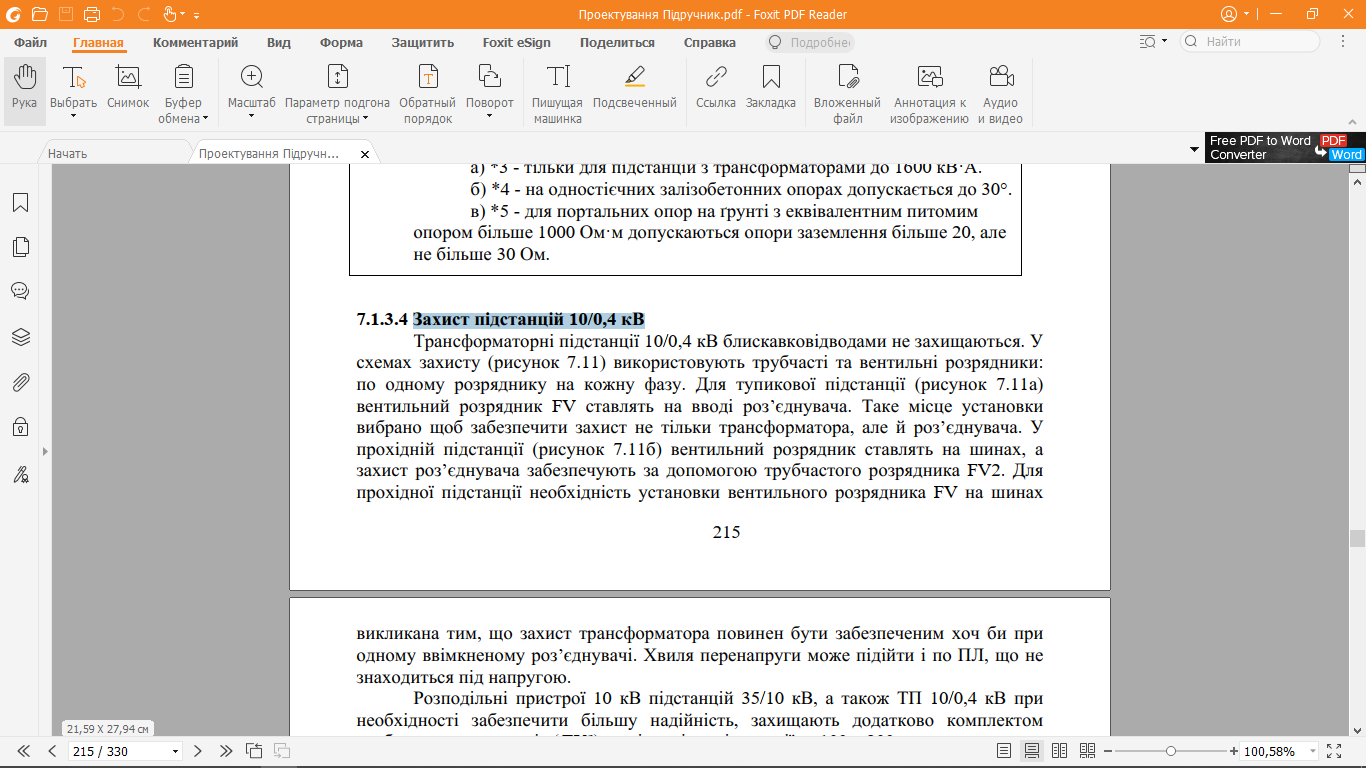 Проектування Підручник.pdf - Foxit PDF Reader
Файл Главная Комментарий Вид Форма Защитить Foxit eSign Поделиться Справка Подробнее Найти
Рука Выбрать Снимок Буфер обмена Масштаб Параметр подгона страницы Обратный порядок Поворот Пишущая машинка Подсвеченный Ссылка Закладка Вложенный файл Аннотация к изображению Аудио и видео
Начать Проектування Підручн...
Free PDF to Word
Converter
PDF
Word
а) *3 - тільки для підстанцій з трансформаторами до 1600 кВ·А.
б) *4 - на одностієчних залізобетонних опорах допускається до 30°.
в) *5 - для портальних опор на ґрунті з еквівалентним питомим
опором більше 1000 Ом·м допускаються опори заземлення більше 20, але
не більше 30 Ом.
7.1.3.4 Захист підстанцій 10/0,4 кВ
Трансформаторні підстанції 10/0,4 кВ блискавковідводами не захищаються. У
схемах захисту (рисунок 7.11) використовують трубчасті та вентильні розрядники:
по одному розряднику на кожну фазу. Для тупикової підстанції (рисунок 7.11а)
вентильний розрядник FV ставлять на вводі роз’єднувача. Таке місце установки
вибрано щоб забезпечити захист не тільки трансформатора, але й роз’єднувача. У
прохідній підстанції (рисунок 7.11б) вентильний розрядник ставлять на шинах, а
захист роз’єднувача забезпечують за допомогою трубчастого розрядника FV2. Для
прохідної підстанції необхідність установки вентильного розрядника FV на шинах
215
викликана тим, що захист трансформатора повинен бути забезпеченим хоч би при
одному ввімкненому роз’єднувачі. Хвиля перенапруги може підійти і по ПЛ, що не
знаходиться під напругою.
Розподільні пристрої 10 кВ підстанцій 35/10 кВ, а також ТП 10/0,4 кВ при
необхідності забезпечити більшу надійність, захищають додатково комплектом
21,59 X 27,94 см
215 / 330
100,58%